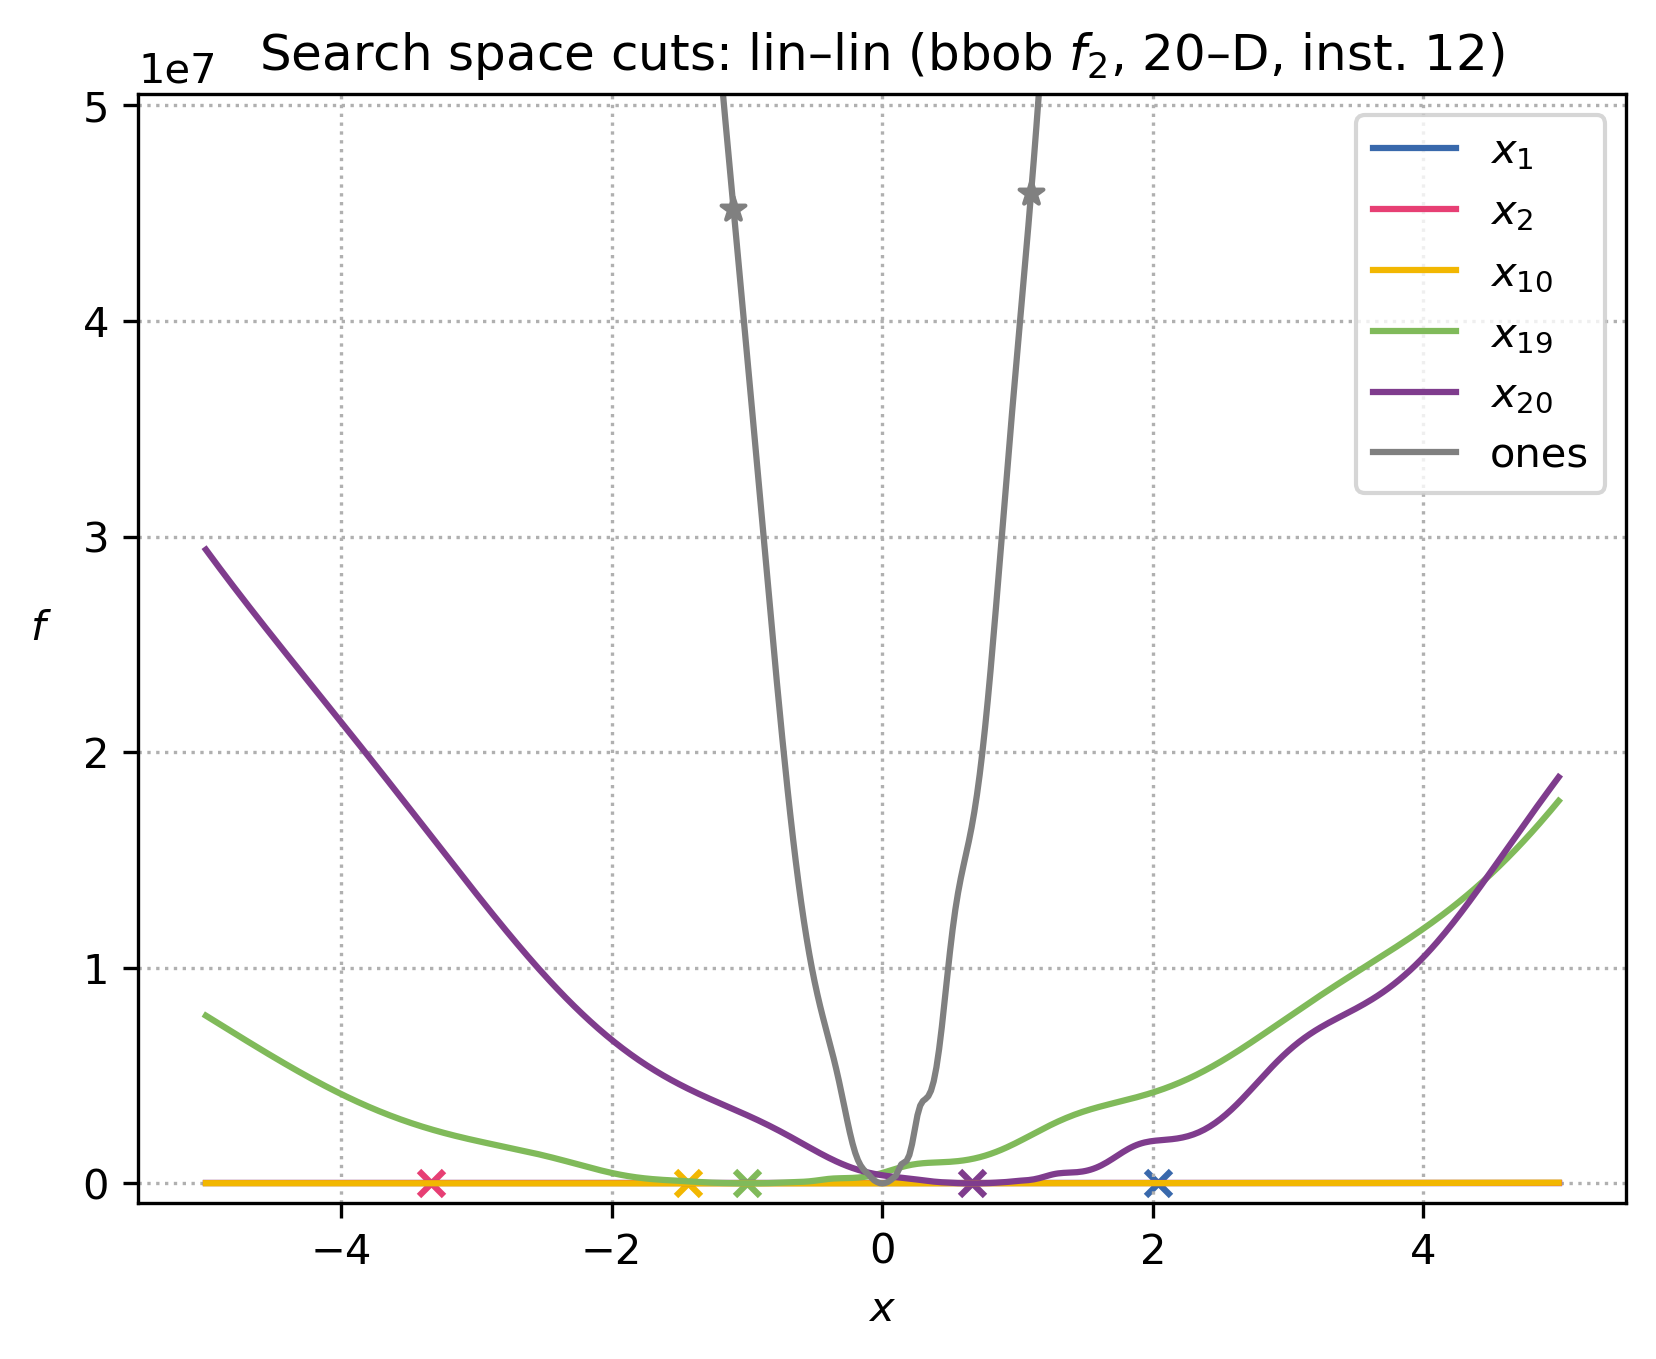 Search space cuts: lin–lin (bbob f₂, 20–D, inst. 12)
1e7
5
4
3
2
1
0
f
−4
−2
0
2
4
x
x₁
x₂
x₁₀
x₁₉
x₂₀
ones